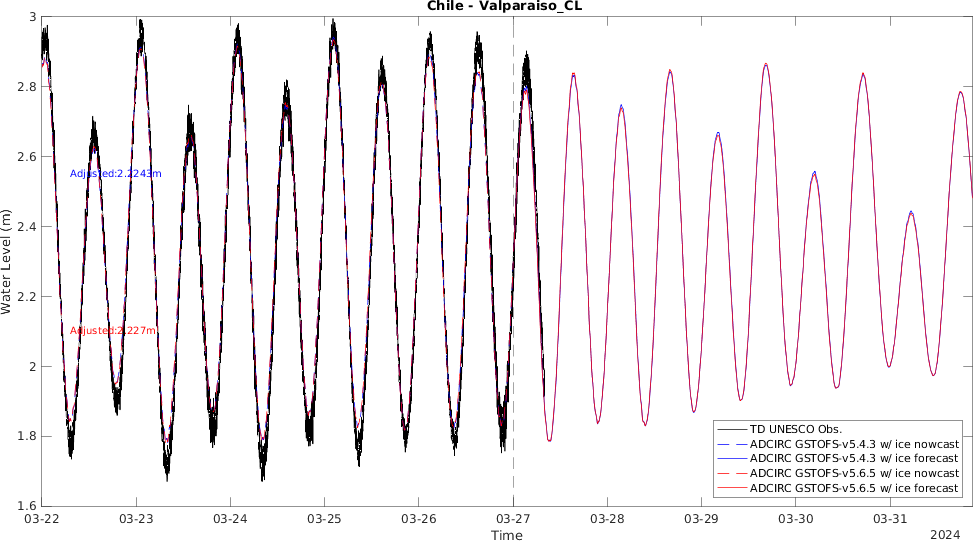 Chile - Valparaiso_CL
3
2.8
2.6
2.4
2.2
2
1.8
1.6
Water Level (m)
Adjusted:2.2243m
Adjusted:2.227m
TD UNESCO Obs.
ADCIRC GSTOFS-v5.4.3 w/ ice nowcast
ADCIRC GSTOFS-v5.4.3 w/ ice forecast
ADCIRC GSTOFS-v5.6.5 w/ ice nowcast
ADCIRC GSTOFS-v5.6.5 w/ ice forecast
03-22 03-23 03-24 03-25 03-26 03-27 03-28 03-29 03-30 03-31
Time
2024